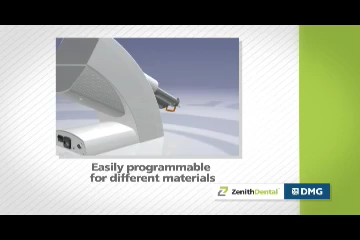 Easily programmable
for different materials
ZenithDental
DMG